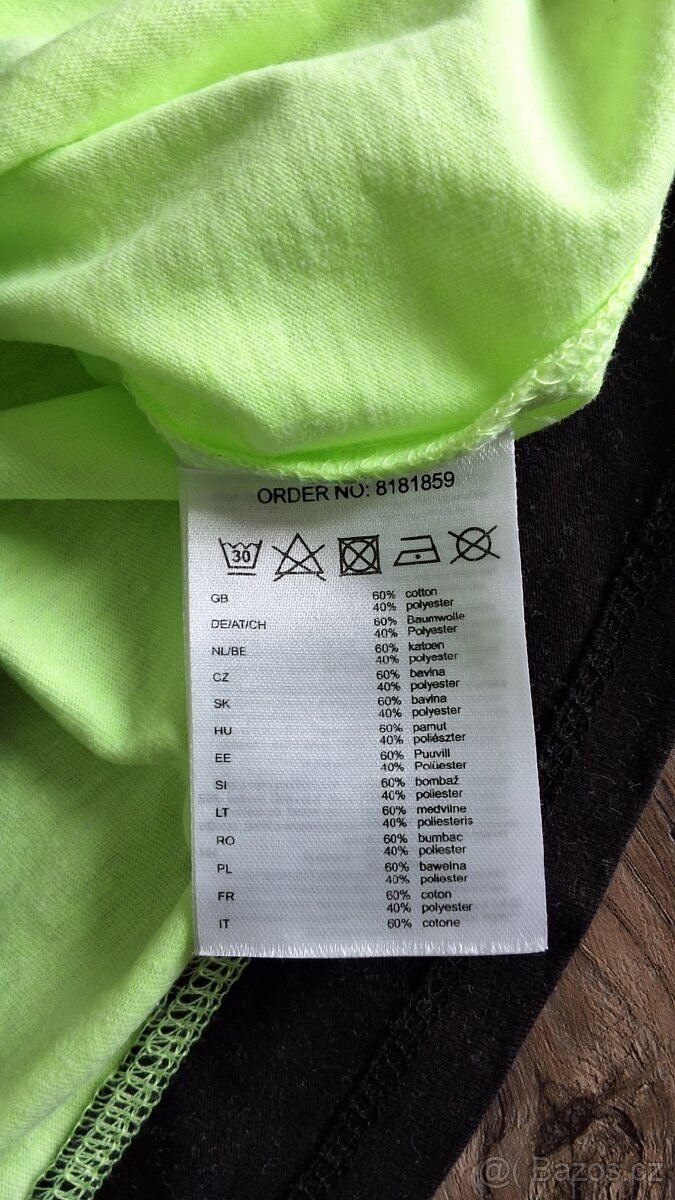 ORDER NO: 8181859
30
GB 60% cotton
40% polyester
DE/AT/CH 60% Baumwolle
40% Polyester
NL/BE 60% katoen
40% polyester
CZ 60% bavlna
40% polyester
SK 60% bavlna
40% polyester
HU 60% pamut
40% poliészter
EE 60% Puuvill
40% Polüester
SI 60% bombaž
40% poliester
LT 60% medvilnė
40% poliesteris
RO 60% bumbac
40% poliester
PL 60% bawełna
40% poliester
FR 60% coton
40% polyester
IT 60% cotone
@ Bazos.cz